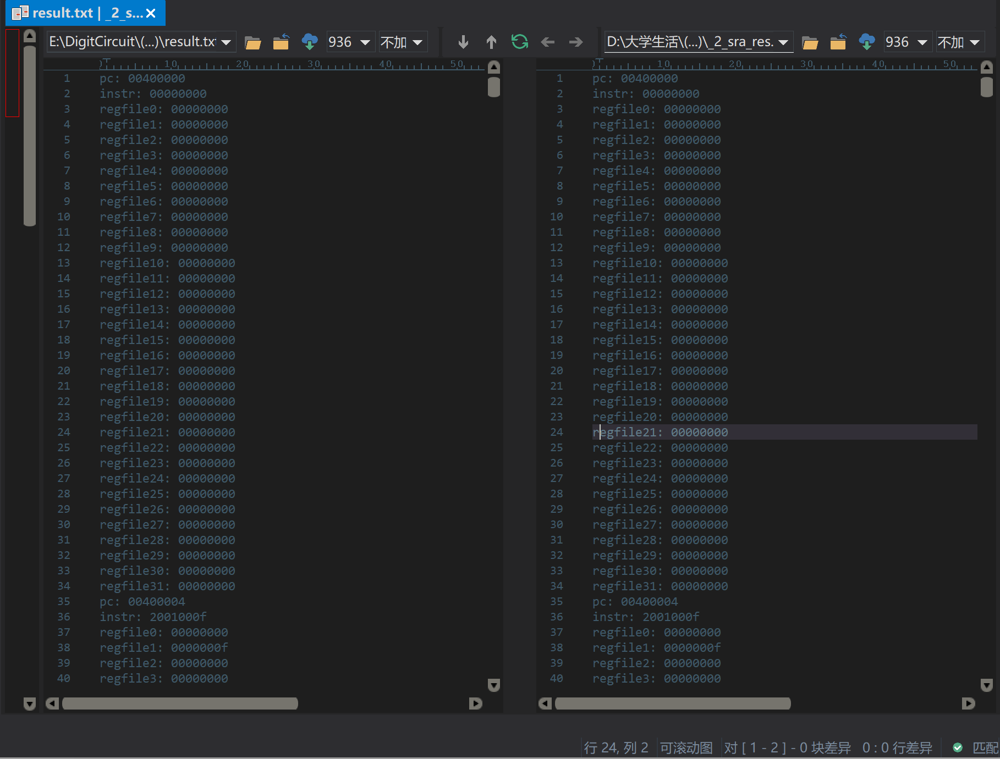 result.txt | _2_s...
E:\DigitCircuit\(...)\result.txt
936
不加
D:\大学生活\(...)\_2_sra_res.
936
不加
0 10 20 30 40 50
1 pc: 00400000
2 instr: 00000000
3 regfile0: 00000000
4 regfile1: 00000000
5 regfile2: 00000000
6 regfile3: 00000000
7 regfile4: 00000000
8 regfile5: 00000000
9 regfile6: 00000000
10 regfile7: 00000000
11 regfile8: 00000000
12 regfile9: 00000000
13 regfile10: 00000000
14 regfile11: 00000000
15 regfile12: 00000000
16 regfile13: 00000000
17 regfile14: 00000000
18 regfile15: 00000000
19 regfile16: 00000000
20 regfile17: 00000000
21 regfile18: 00000000
22 regfile19: 00000000
23 regfile20: 00000000
24 regfile21: 00000000
25 regfile22: 00000000
26 regfile23: 00000000
27 regfile24: 00000000
28 regfile25: 00000000
29 regfile26: 00000000
30 regfile27: 00000000
31 regfile28: 00000000
32 regfile29: 00000000
33 regfile30: 00000000
34 regfile31: 00000000
35 pc: 00400004
36 instr: 2001000f
37 regfile0: 00000000
38 regfile1: 0000000f
39 regfile2: 00000000
40 regfile3: 00000000
0 10 20 30 40 50
1 pc: 00400000
2 instr: 00000000
3 regfile0: 00000000
4 regfile1: 00000000
5 regfile2: 00000000
6 regfile3: 00000000
7 regfile4: 00000000
8 regfile5: 00000000
9 regfile6: 00000000
10 regfile7: 00000000
11 regfile8: 00000000
12 regfile9: 00000000
13 regfile10: 00000000
14 regfile11: 00000000
15 regfile12: 00000000
16 regfile13: 00000000
17 regfile14: 00000000
18 regfile15: 00000000
19 regfile16: 00000000
20 regfile17: 00000000
21 regfile18: 00000000
22 regfile19: 00000000
23 regfile20: 00000000
24 regfile21: 00000000
25 regfile22: 00000000
26 regfile23: 00000000
27 regfile24: 00000000
28 regfile25: 00000000
29 regfile26: 00000000
30 regfile27: 00000000
31 regfile28: 00000000
32 regfile29: 00000000
33 regfile30: 00000000
34 regfile31: 00000000
35 pc: 00400004
36 instr: 2001000f
37 regfile0: 00000000
38 regfile1: 0000000f
39 regfile2: 00000000
40 regfile3: 00000000
行 24, 列 2 可滚动图 对 [ 1 - 2 ] - 0 块差异 0 : 0 行差异 匹配